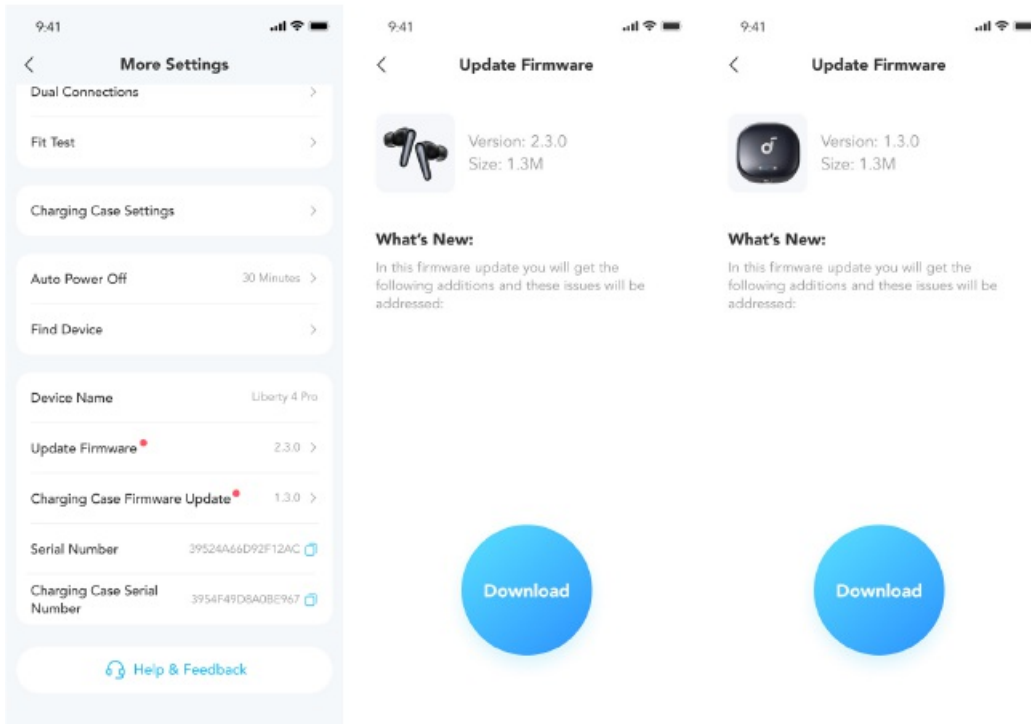 9:41
More Settings
Dual Connections
Fit Test
Charging Case Settings
Auto Power Off 30 Minutes
Find Device
Device Name Liberty 4 Pro
Update Firmware 2.3.0
Charging Case Firmware Update 1.3.0
Serial Number 39524A66D92F12AC
Charging Case Serial
Number 3954F49D8A0BE967
Help & Feedback
9:41
Update Firmware
Version: 2.3.0
Size: 1.3M
What's New:
In this firmware update you will get the
following additions and these issues will be
addressed:
Download
9:41
Update Firmware
Version: 1.3.0
Size: 1.3M
What's New:
In this firmware update you will get the
following additions and these issues will be
addressed:
Download